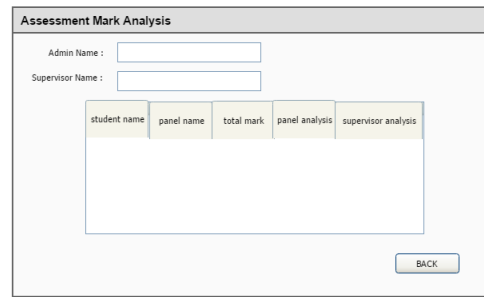 Assessment Mark Analysis
Admin Name :
Supervisor Name :
student name panel name total mark panel analysis supervisor analysis
BACK